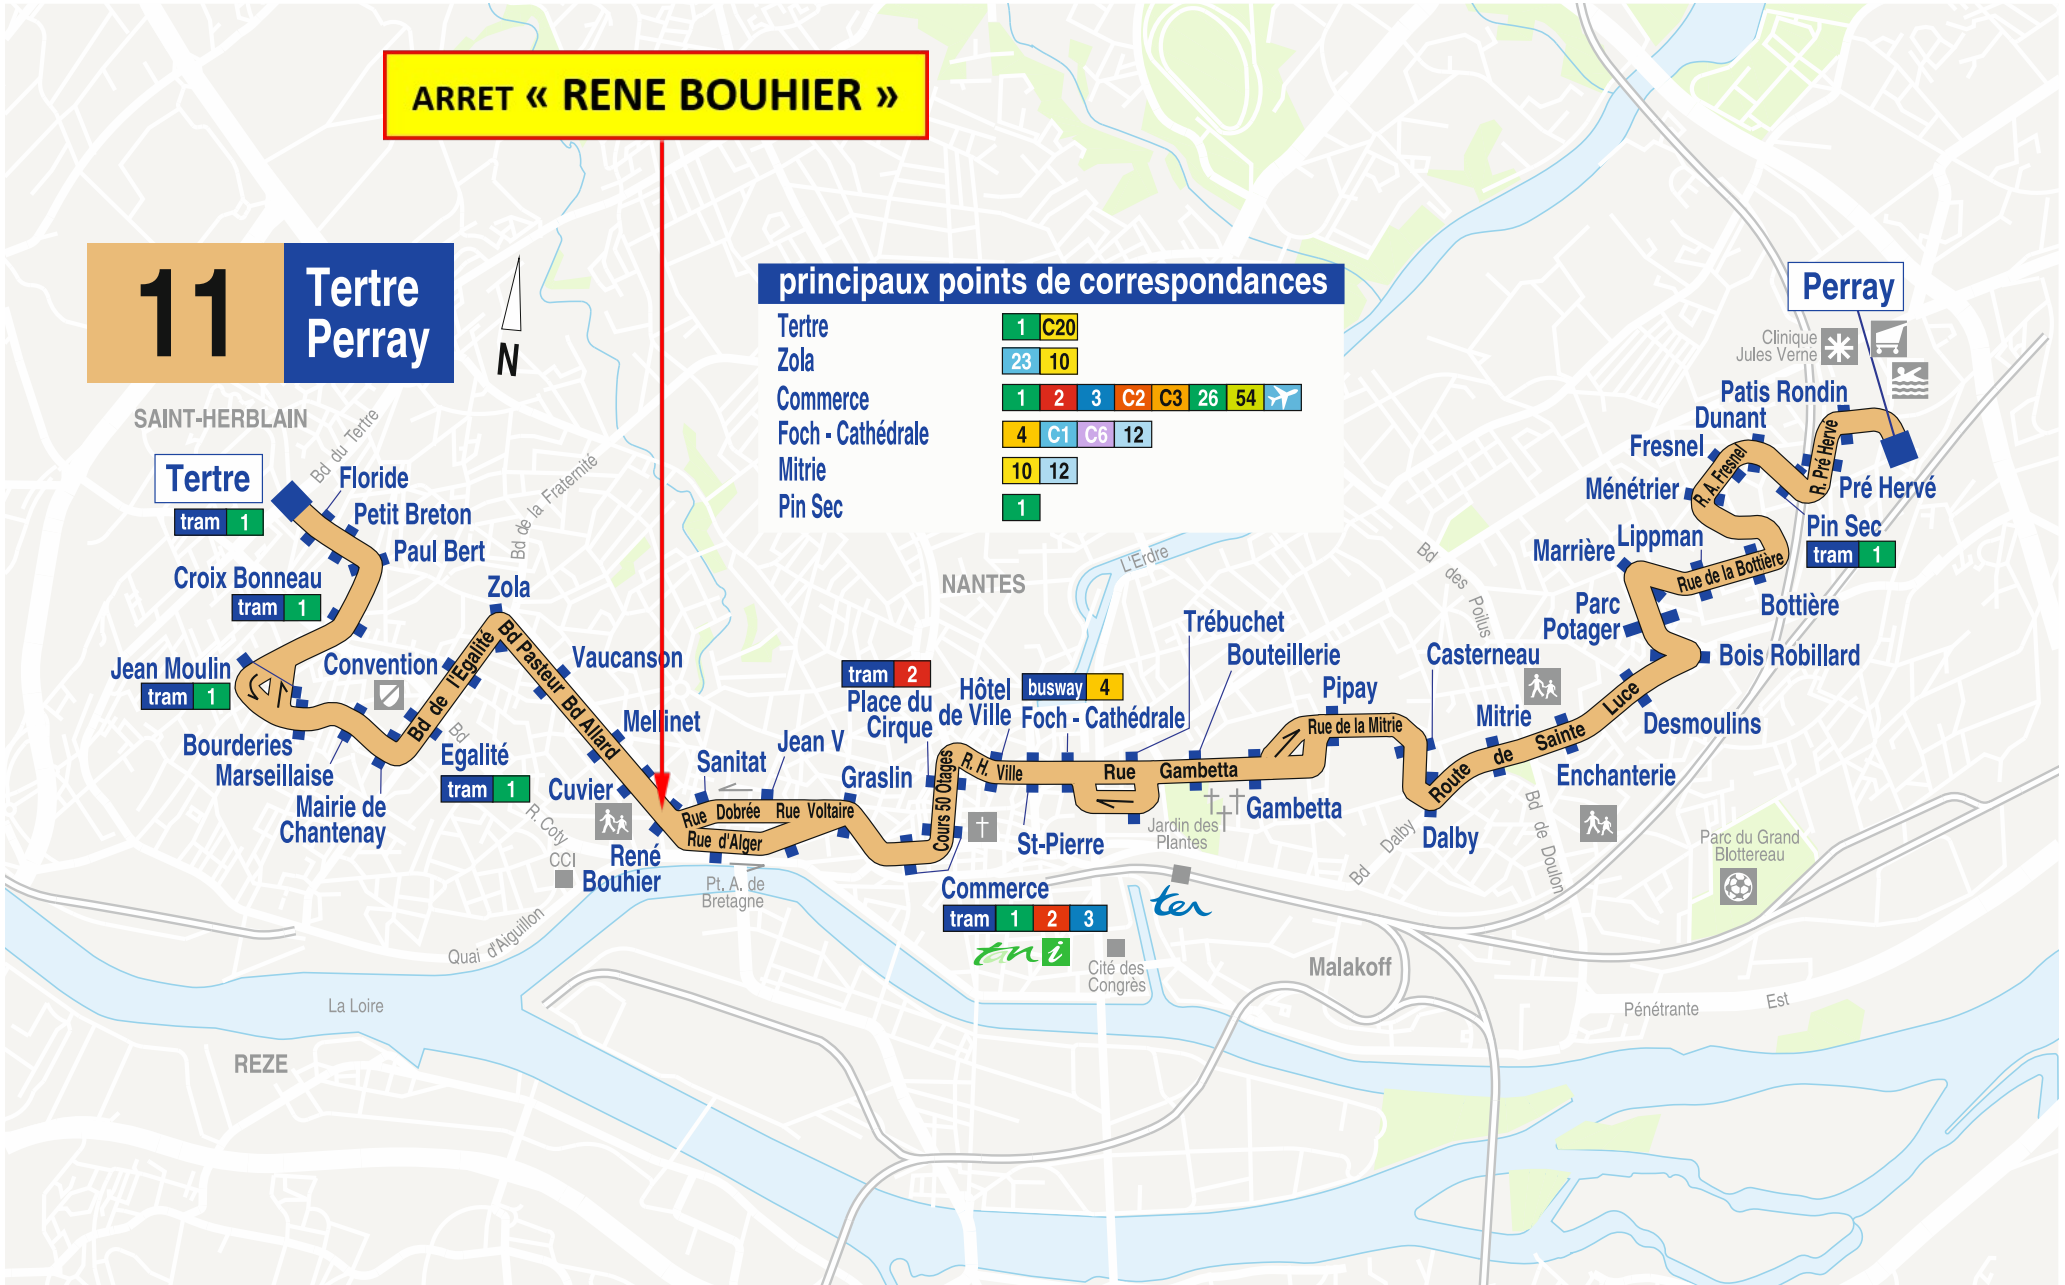 ARRET « RENE BOUHIER »
11
Tertre
Perray
N
principaux points de correspondances
Tertre 1 C20
Zola 23 10
Commerce 1 2 3 C2 C3 26 54
Foch - Cathédrale 4 C1 C6 12
Mitrie 10 12
Pin Sec 1
SAINT-HERBLAIN
Bd du Tertre
Tertre
tram 1
Floride
Petit Breton
Paul Bert
Croix Bonneau
tram 1
Jean Moulin
tram 1
Bourderies
Marseillaise
Mairie de
Chantenay
Convention
Bd de l'Egalité
Bd
Egalité
tram 1
Zola
Bd de la Fraternité
Bd Pasteur
Bd Allard
Vaucanson
Mellinet
Cuvier
R. Coty
CCI
René
Bouhier
Sanitat
Jean V
Rue Dobrée
Rue Voltaire
Rue d'Alger
Pt. A. de
Bretagne
Graslin
tram 2
Place du
Cirque
Cours 50 Otages
Hôtel
de Ville
R. H. Ville
busway 4
Foch - Cathédrale
St-Pierre
Commerce
tram 1 2 3
tan i
Cité des
Congrès
ter
NANTES
L'Erdre
Trébuchet
Bouteillerie
Rue Gambetta
Gambetta
Jardin des
Plantes
Pipay
Rue de la Mitrie
Casterneau
Dalby
Bd Dalby
Bd des Poilus
Mitrie
Route de Sainte Luce
Enchanterie
Bd de Doulon
Desmoulins
Bois Robillard
Parc
Potager
Marrière
Lippman
Rue de la Bottière
Bottière
Ménétrier
Fresnel
R. A. Fresnel
Dunant
Patis Rondin
Pin Sec
tram 1
R. Pré Hervé
Pré Hervé
Perray
Clinique
Jules Verne
Parc du Grand
Blottereau
Malakoff
Pénétrante Est
Quai d'Aiguillon
La Loire
REZE